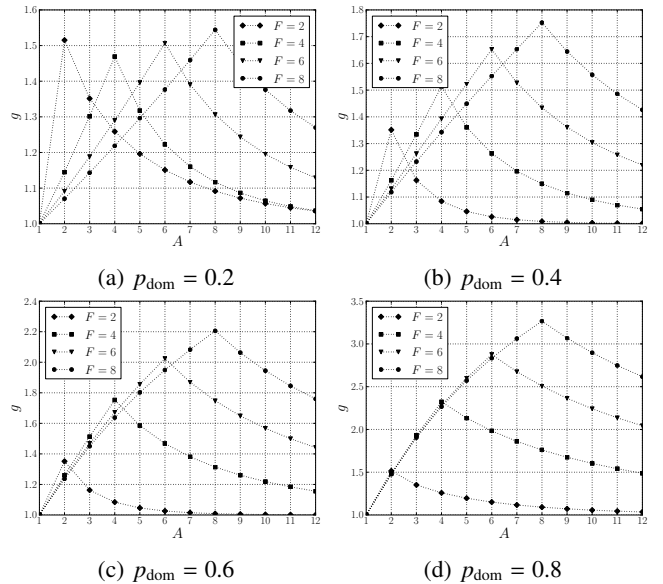 1.6
1.5
1.4
1.3
1.2
1.1
1.0
g
1 2 3 4 5 6 7 8 9 10 11 12
A
F = 2
F = 4
F = 6
F = 8
(a) p_dom = 0.2
1.8
1.7
1.6
1.5
1.4
1.3
1.2
1.1
1.0
g
1 2 3 4 5 6 7 8 9 10 11 12
A
F = 2
F = 4
F = 6
F = 8
(b) p_dom = 0.4
2.4
2.2
2.0
1.8
1.6
1.4
1.2
1.0
g
1 2 3 4 5 6 7 8 9 10 11 12
A
F = 2
F = 4
F = 6
F = 8
(c) p_dom = 0.6
3.5
3.0
2.5
2.0
1.5
1.0
g
1 2 3 4 5 6 7 8 9 10 11 12
A
F = 2
F = 4
F = 6
F = 8
(d) p_dom = 0.8